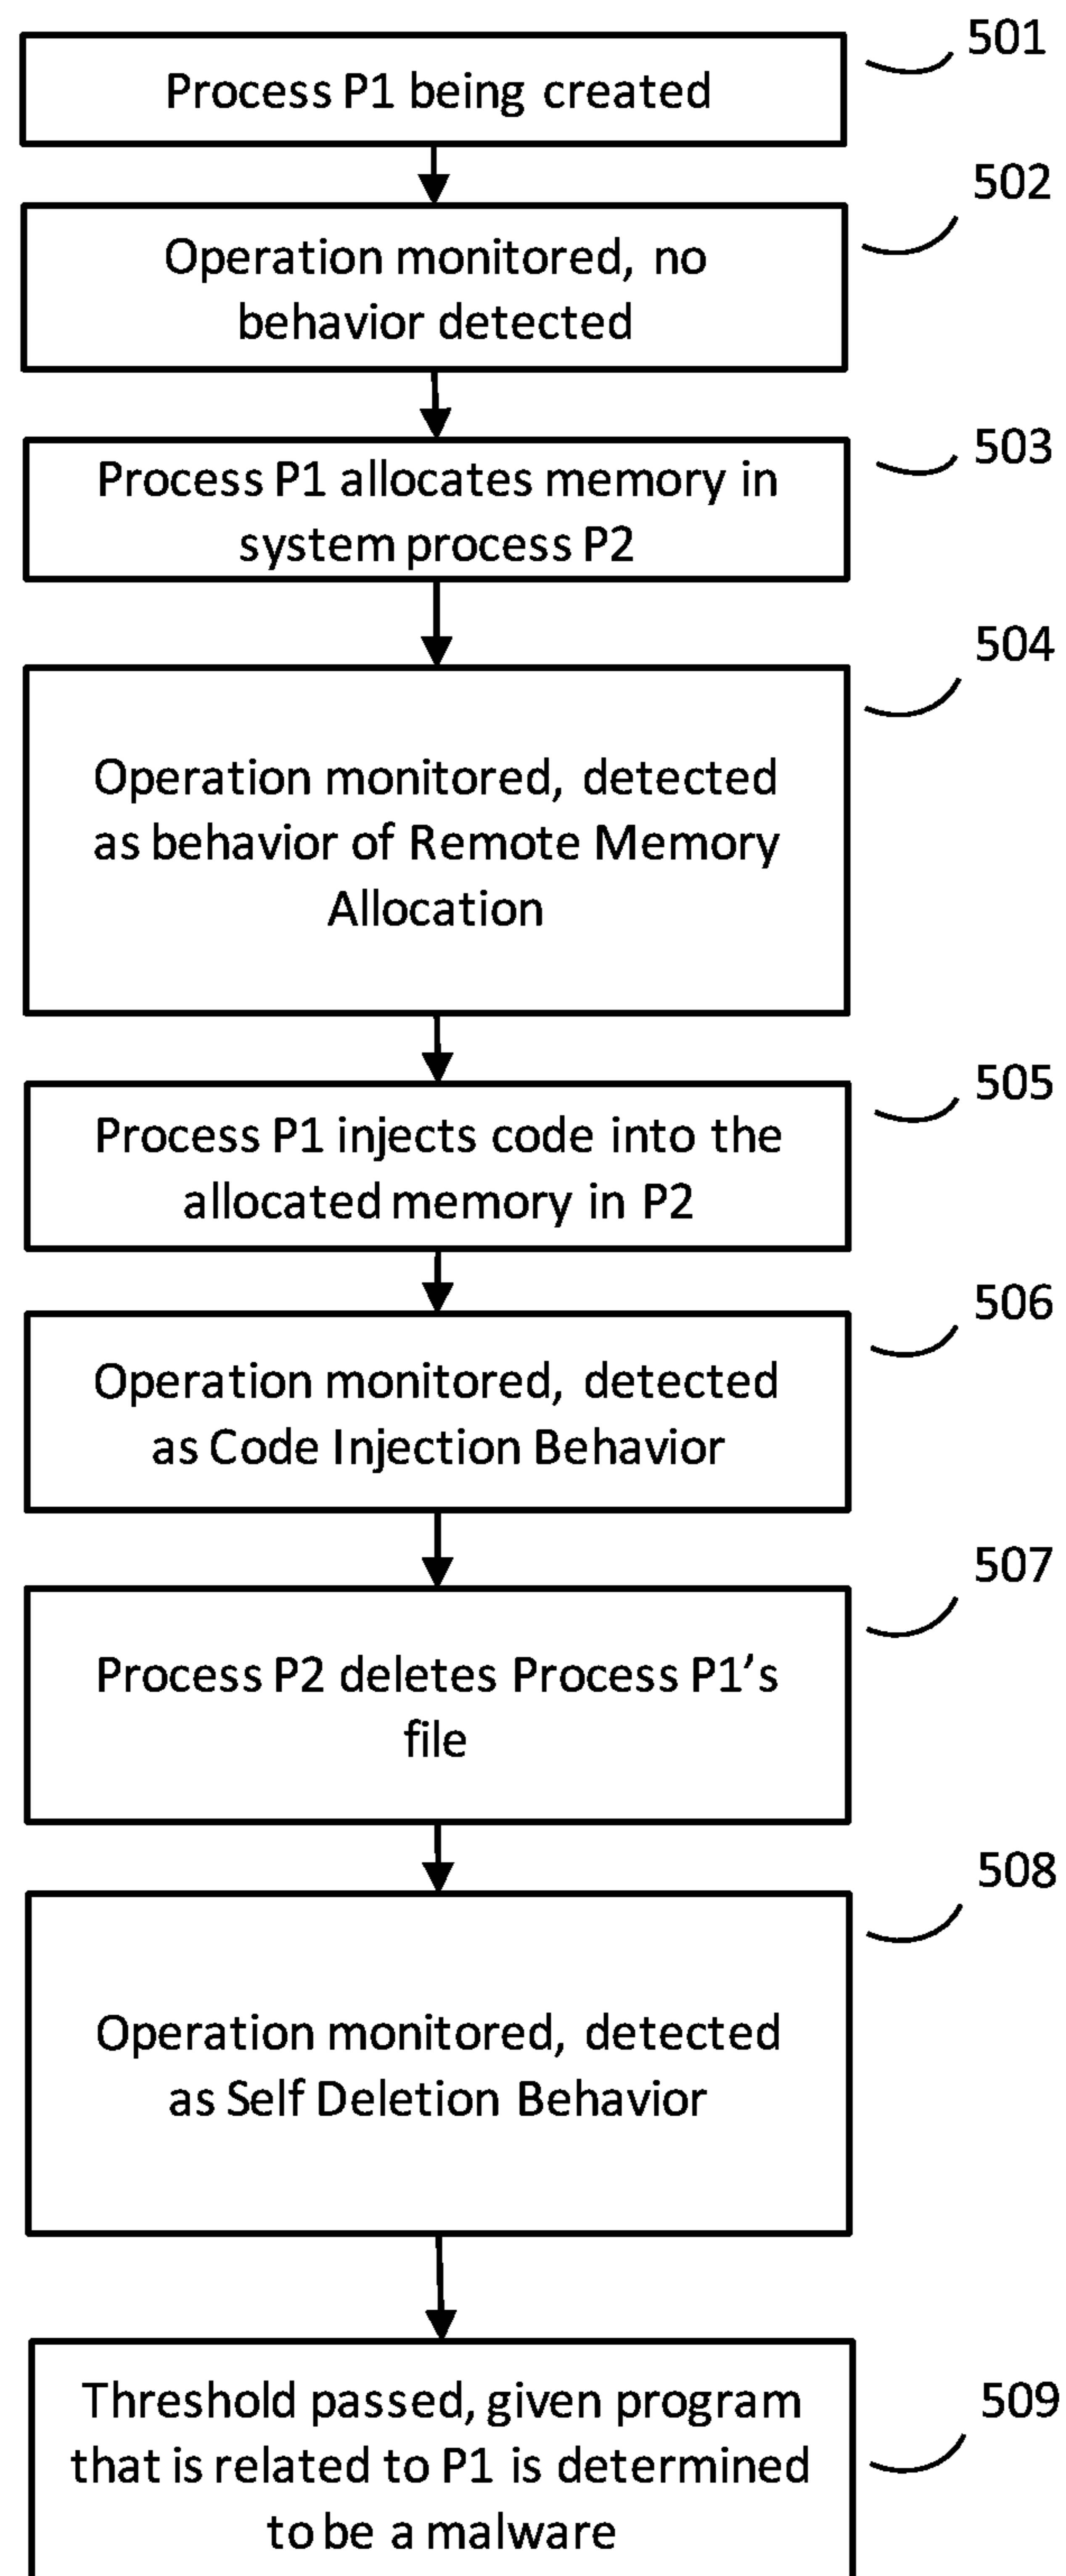 501
Process P1 being created
502
Operation monitored, no
behavior detected
503
Process P1 allocates memory in
system process P2
504
Operation monitored, detected
as behavior of Remote Memory
Allocation
505
Process P1 injects code into the
allocated memory in P2
506
Operation monitored, detected
as Code Injection Behavior
507
Process P2 deletes Process P1’s
file
508
Operation monitored, detected
as Self Deletion Behavior
509
Threshold passed, given program
that is related to P1 is determined
to be a malware